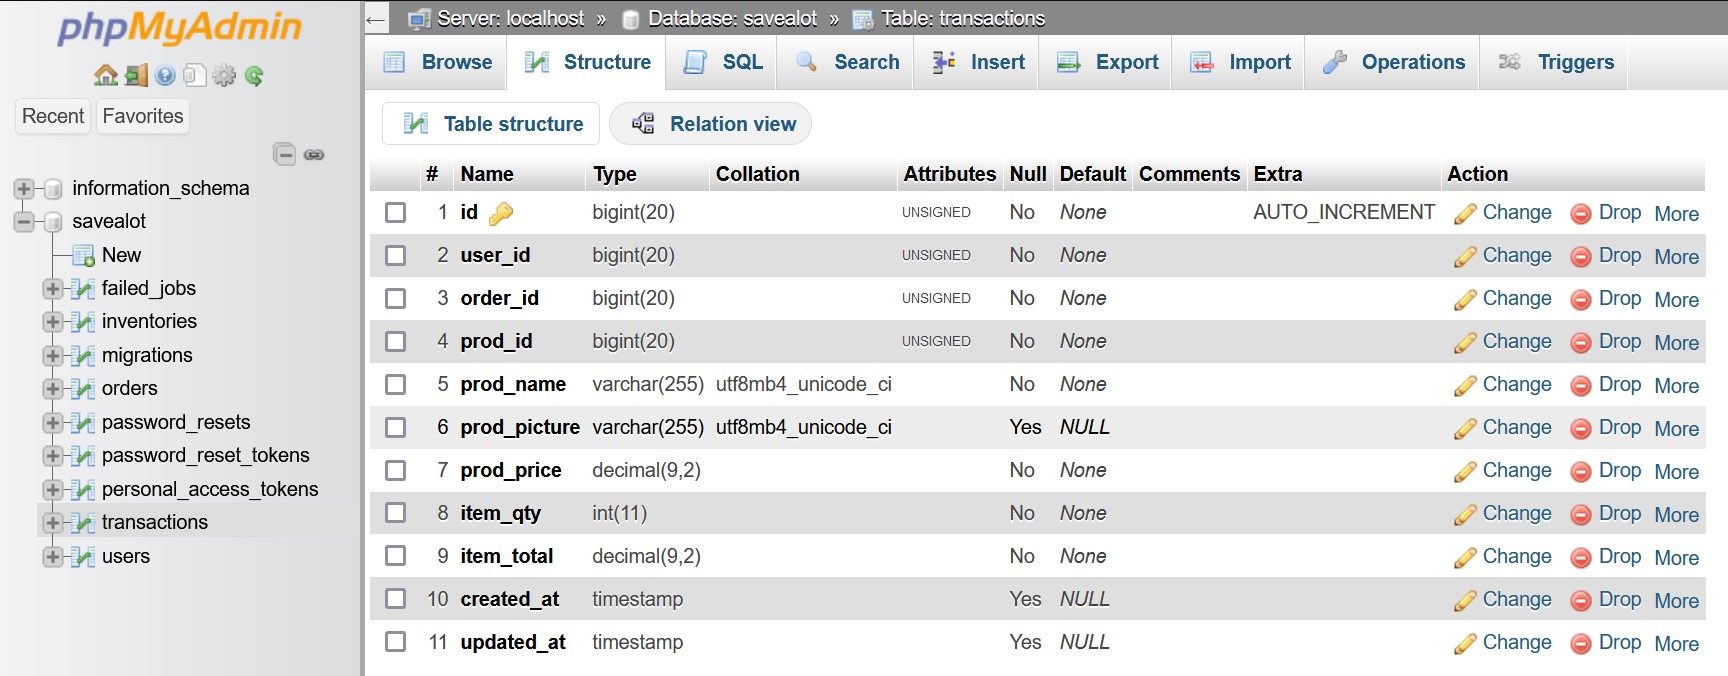 phpMyAdmin
Recent Favorites
information_schema
savealot
New
failed_jobs
inventories
migrations
orders
password_resets
password_reset_tokens
personal_access_tokens
transactions
users
Server: localhost » Database: savealot » Table: transactions
Browse Structure SQL Search Insert Export Import Operations Triggers
Table structure Relation view
# Name Type Collation Attributes Null Default Comments Extra Action
1 id bigint(20) UNSIGNED No None AUTO_INCREMENT Change Drop More
2 user_id bigint(20) UNSIGNED No None Change Drop More
3 order_id bigint(20) UNSIGNED No None Change Drop More
4 prod_id bigint(20) UNSIGNED No None Change Drop More
5 prod_name varchar(255) utf8mb4_unicode_ci No None Change Drop More
6 prod_picture varchar(255) utf8mb4_unicode_ci Yes NULL Change Drop More
7 prod_price decimal(9,2) No None Change Drop More
8 item_qty int(11) No None Change Drop More
9 item_total decimal(9,2) No None Change Drop More
10 created_at timestamp Yes NULL Change Drop More
11 updated_at timestamp Yes NULL Change Drop More